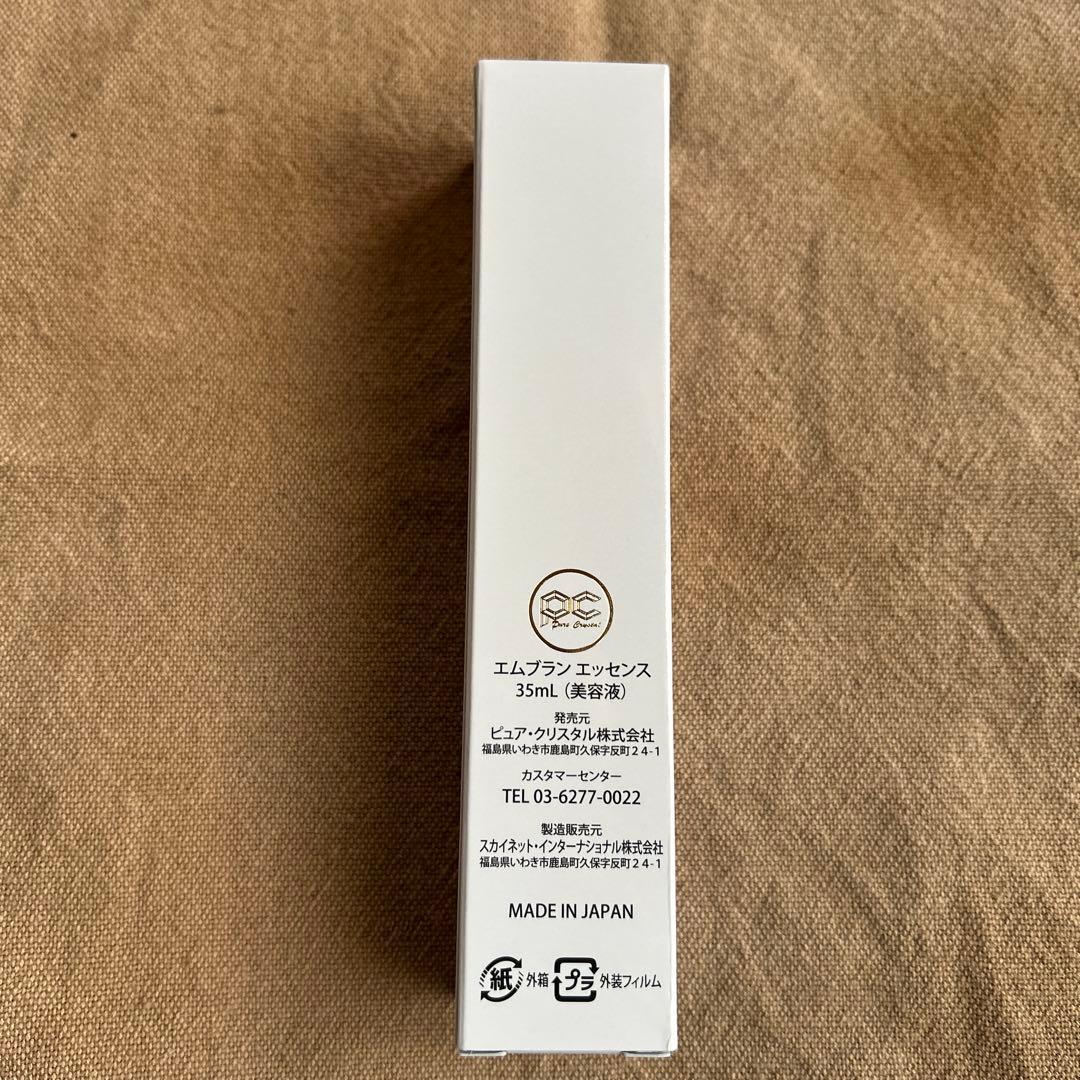 pc
Pure Crystal
エムブラン エッセンス
35mL（美容液）
発売元
ピュア・クリスタル株式会社
福島県いわき市鹿島町久保字反町２４-１
カスタマーセンター
TEL 03-6277-0022
製造販売元
スカイネット・インターナショナル株式会社
福島県いわき市鹿島町久保字反町２４-１
MADE IN JAPAN
紙 外箱 プラ 外装フィルム